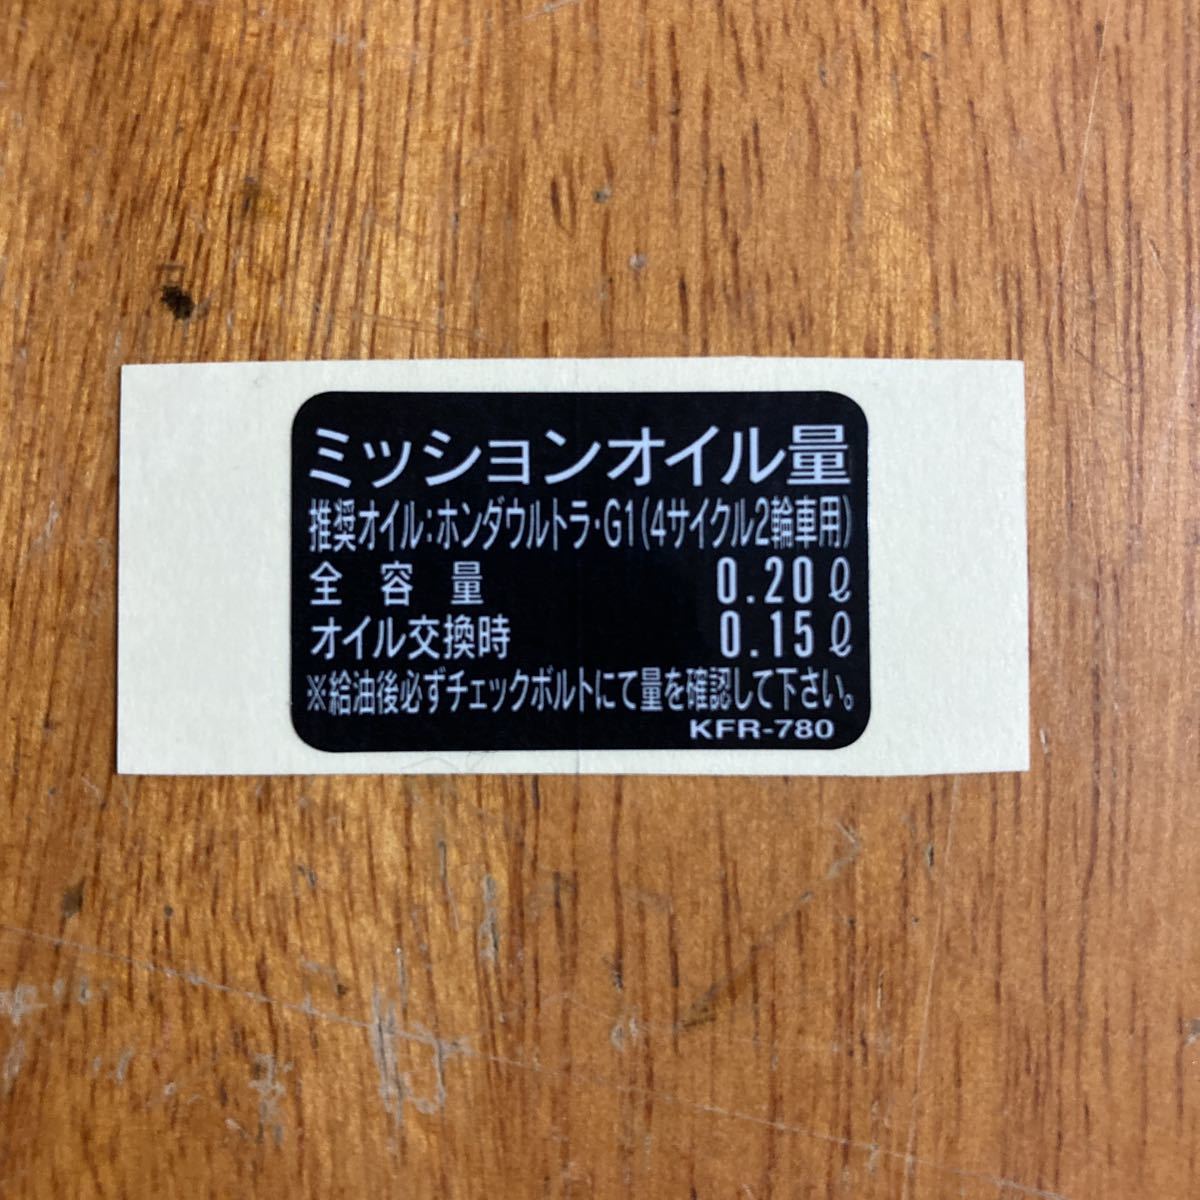 ミッションオイル量
推奨オイル:ホンダウルトラ・G1(4サイクル2輪車用)
全容量 0.20ℓ
オイル交換時 0.15ℓ
※給油後必ずチェックボルトにて量を確認して下さい。
KFR-780